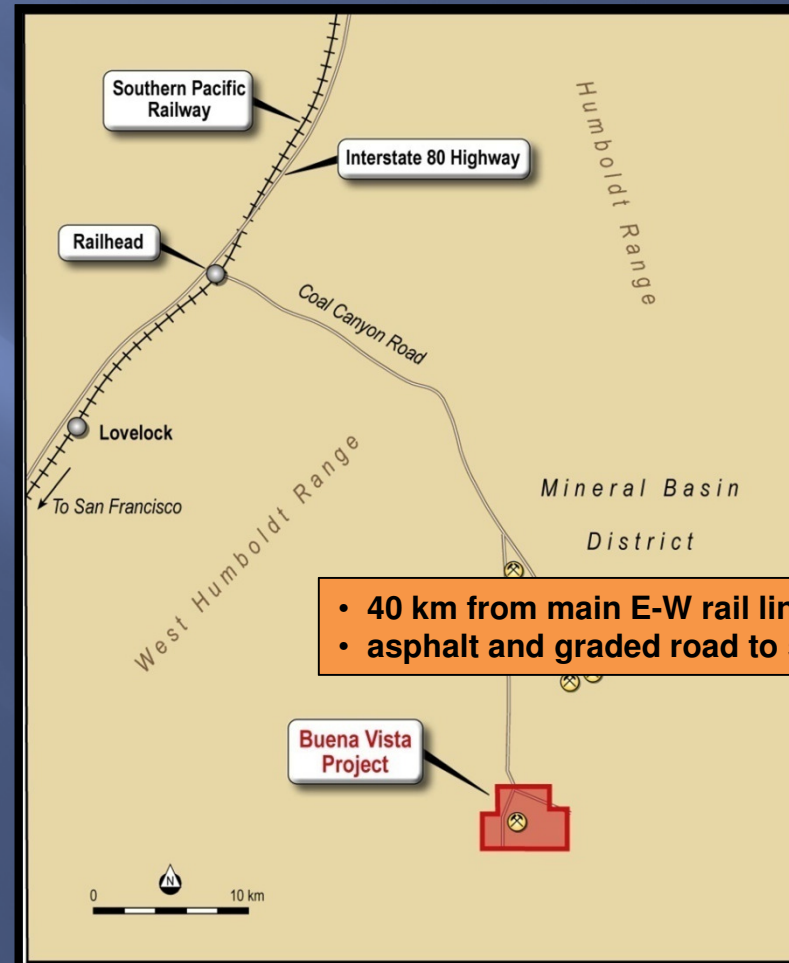 Southern Pacific
Railway
Humboldt Range
Interstate 80 Highway
Railhead
Coal Canyon Road
Lovelock
To San Francisco
West Humboldt Range
Mineral Basin
District
• 40 km from main E-W rail
• asphalt and graded road to
Buena Vista
Project
N
0 10 km